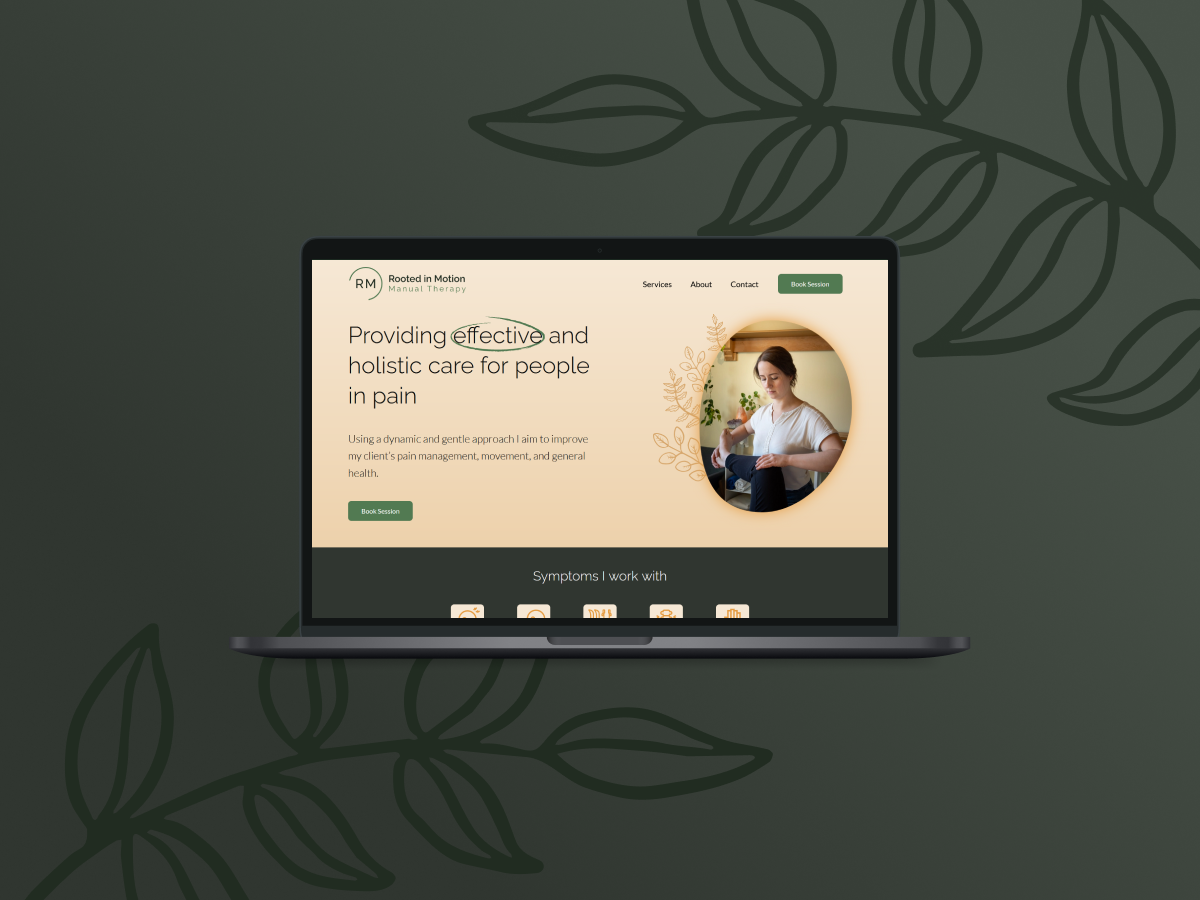 RM
Rooted in Motion
Manual Therapy
Services
About
Contact
Book Session
Providing effective and
holistic care for people
in pain
Using a dynamic and gentle approach I aim to improve
my client's pain management, movement, and general
health.
Book Session
Symptoms I work with